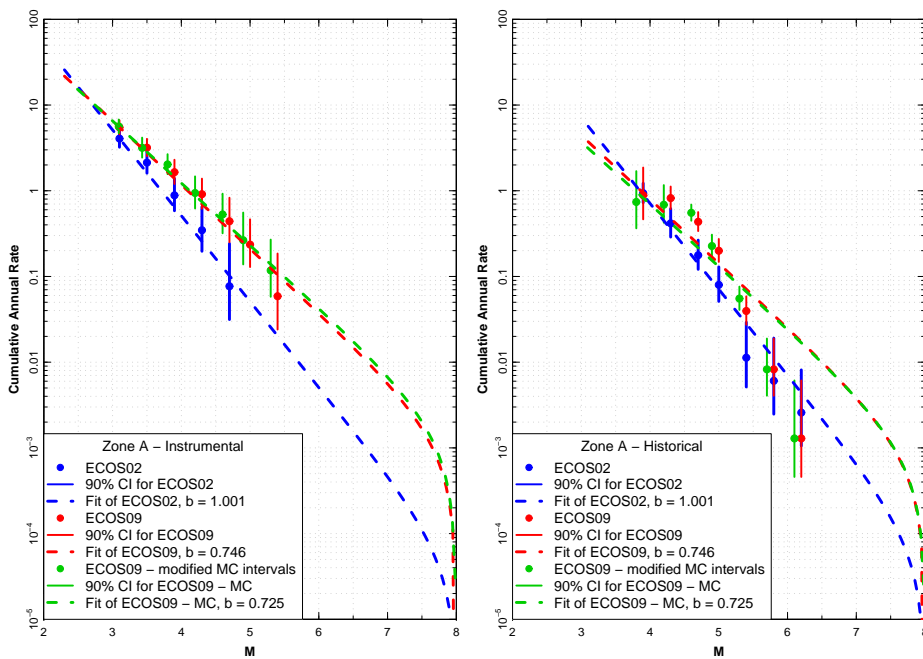 100
10
1
0.1
0.01
10⁻³
10⁻⁴
10⁻⁵
Cumulative Annual Rate
2 3 4 5 6 7 8
M
Zone A − Instrumental
ECOS02
90% CI for ECOS02
Fit of ECOS02, b = 1.001
ECOS09
90% CI for ECOS09
Fit of ECOS09, b = 0.746
ECOS09 − modified MC intervals
90% CI for ECOS09 − MC
Fit of ECOS09 − MC, b = 0.725
100
10
1
0.1
0.01
10⁻³
10⁻⁴
10⁻⁵
Cumulative Annual Rate
2 3 4 5 6 7 8
M
Zone A − Historical
ECOS02
90% CI for ECOS02
Fit of ECOS02, b = 1.001
ECOS09
90% CI for ECOS09
Fit of ECOS09, b = 0.746
ECOS09 − modified MC intervals
90% CI for ECOS09 − MC
Fit of ECOS09 − MC, b = 0.725